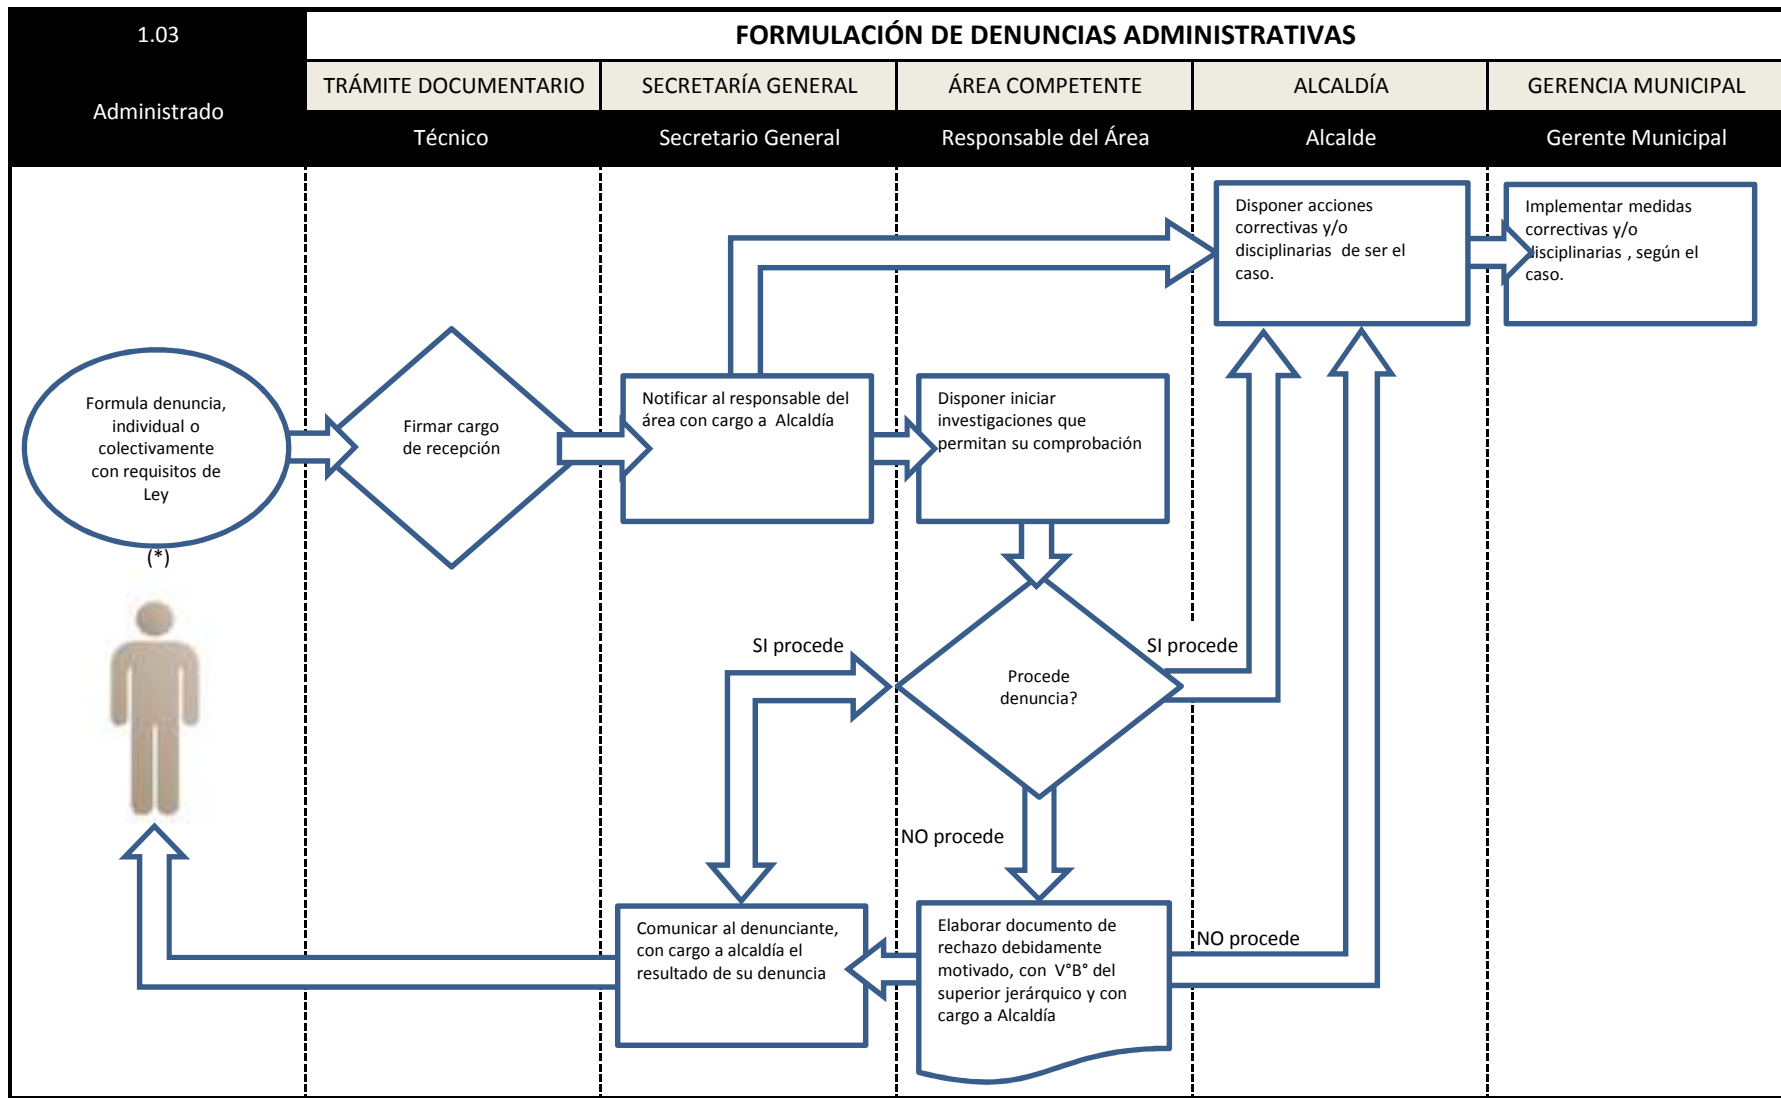 1.03
FORMULACIÓN DE DENUNCIAS ADMINISTRATIVAS
Administrado
TRÁMITE DOCUMENTARIO
SECRETARÍA GENERAL
ÁREA COMPETENTE
ALCALDÍA
GERENCIA MUNICIPAL
Técnico
Secretario General
Responsable del Área
Alcalde
Gerente Municipal
Disponer acciones
correctivas y/o
disciplinarias de ser el
caso.
Implementar medidas
correctivas y/o
disciplinarias , según el
caso.
Formula denuncia,
individual o
colectivamente
con requisitos de
Ley
(*)
Firmar cargo
de recepción
Notificar al responsable del
área con cargo a Alcaldía
Disponer iniciar
investigaciones que
permitan su comprobación
SI procede
Procede
denuncia?
SI procede
NO procede
Comunicar al denunciante,
con cargo a alcaldía el
resultado de su denuncia
Elaborar documento de
rechazo debidamente
motivado, con V°B° del
superior jerárquico y con
cargo a Alcaldía
NO procede